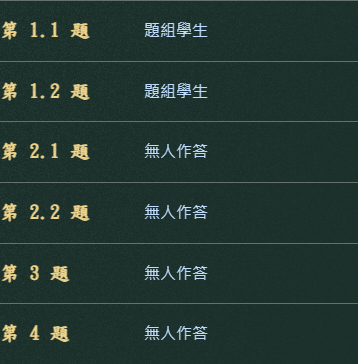 第 1.1 題 題組學生
第 1.2 題 題組學生
第 2.1 題 無人作答
第 2.2 題 無人作答
第 3 題 無人作答
第 4 題 無人作答